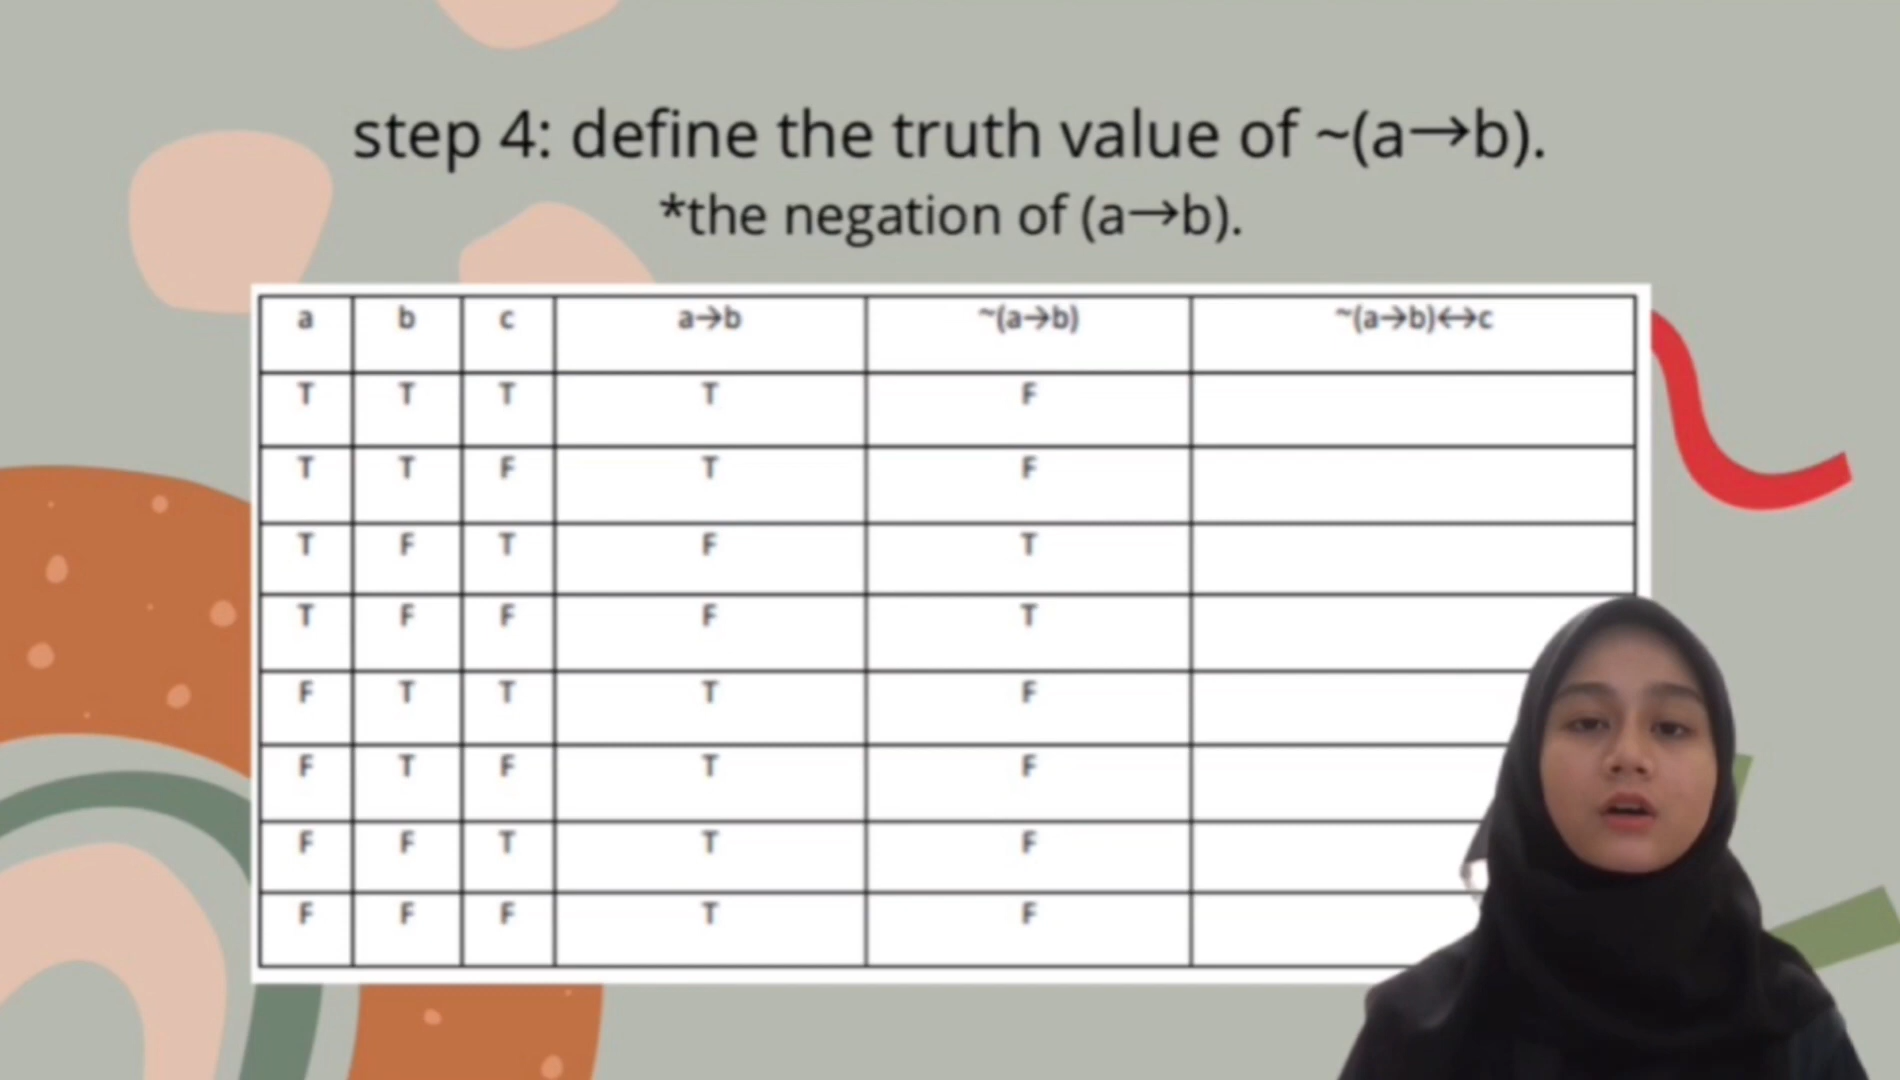 step 4: define the truth value of ~(a→b).
*the negation of (a→b).
a b c a→b ~(a→b) ~(a→b)↔c
T T T T F
T T F T F
T F T F T
T F F F T
F T T T F
F T F T F
F F T T F
F F F T F